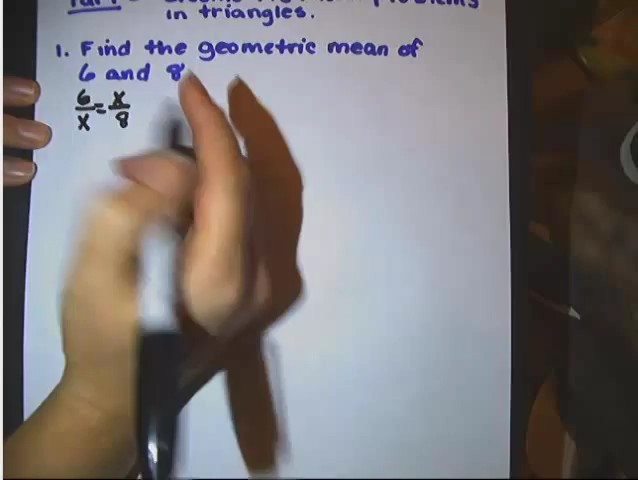 in triangles.
1. Find the geometric mean of
6 and 8
6/x = x/8